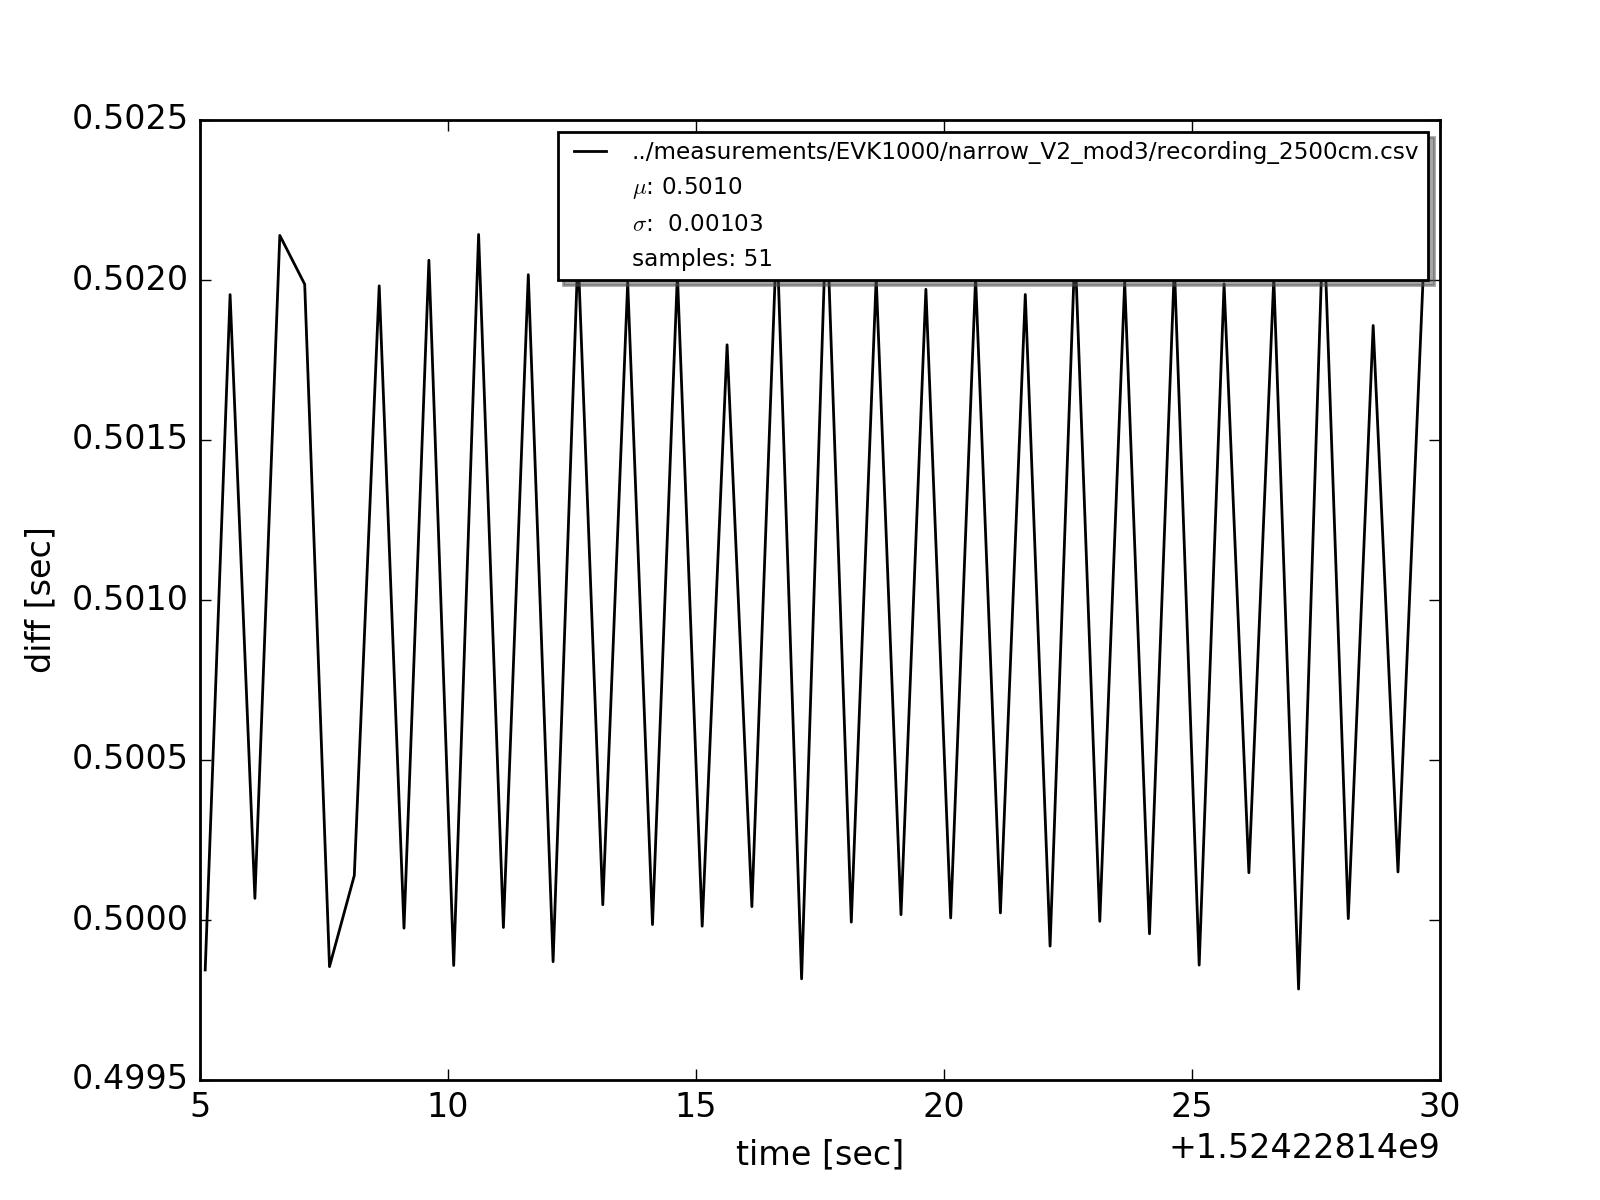 0.5025
0.5020
0.5015
0.5010
0.5005
0.5000
0.4995
diff [sec]
../measurements/EVK1000/narrow_V2_mod3/recording_2500cm.csv
μ: 0.5010
σ: 0.00103
samples: 51
5 10 15 20 25 30
time [sec]
+1.52422814e9